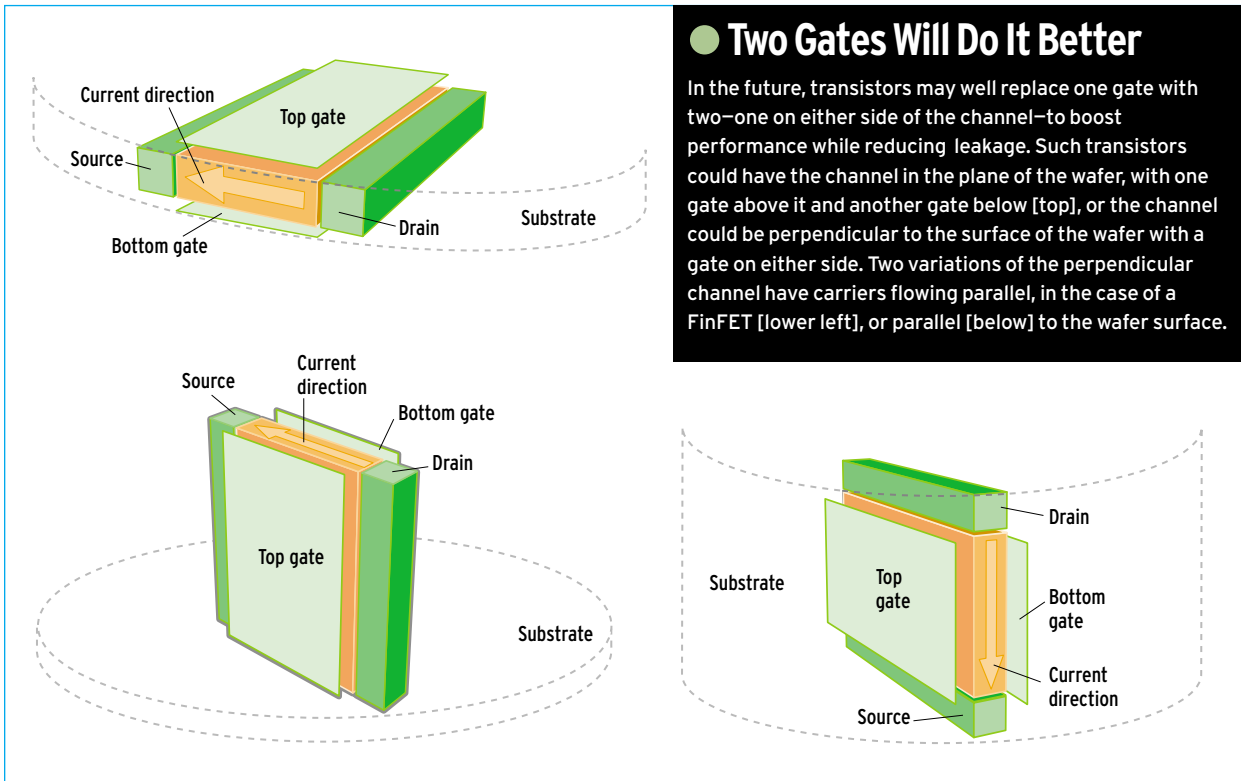 Two Gates Will Do It Better
In the future, transistors may well replace one gate with
two—one on either side of the channel—to boost
performance while reducing leakage. Such transistors
could have the channel in the plane of the wafer, with one
gate above it and another gate below [top], or the channel
could be perpendicular to the surface of the wafer with a
gate on either side. Two variations of the perpendicular
channel have carriers flowing parallel, in the case of a
FinFET [lower left], or parallel [below] to the wafer surface.
Current direction
Top gate
Source
Drain
Substrate
Bottom gate
Source
Current
direction
Bottom gate
Drain
Top gate
Substrate
Drain
Substrate
Top
gate
Bottom
gate
Current
direction
Source